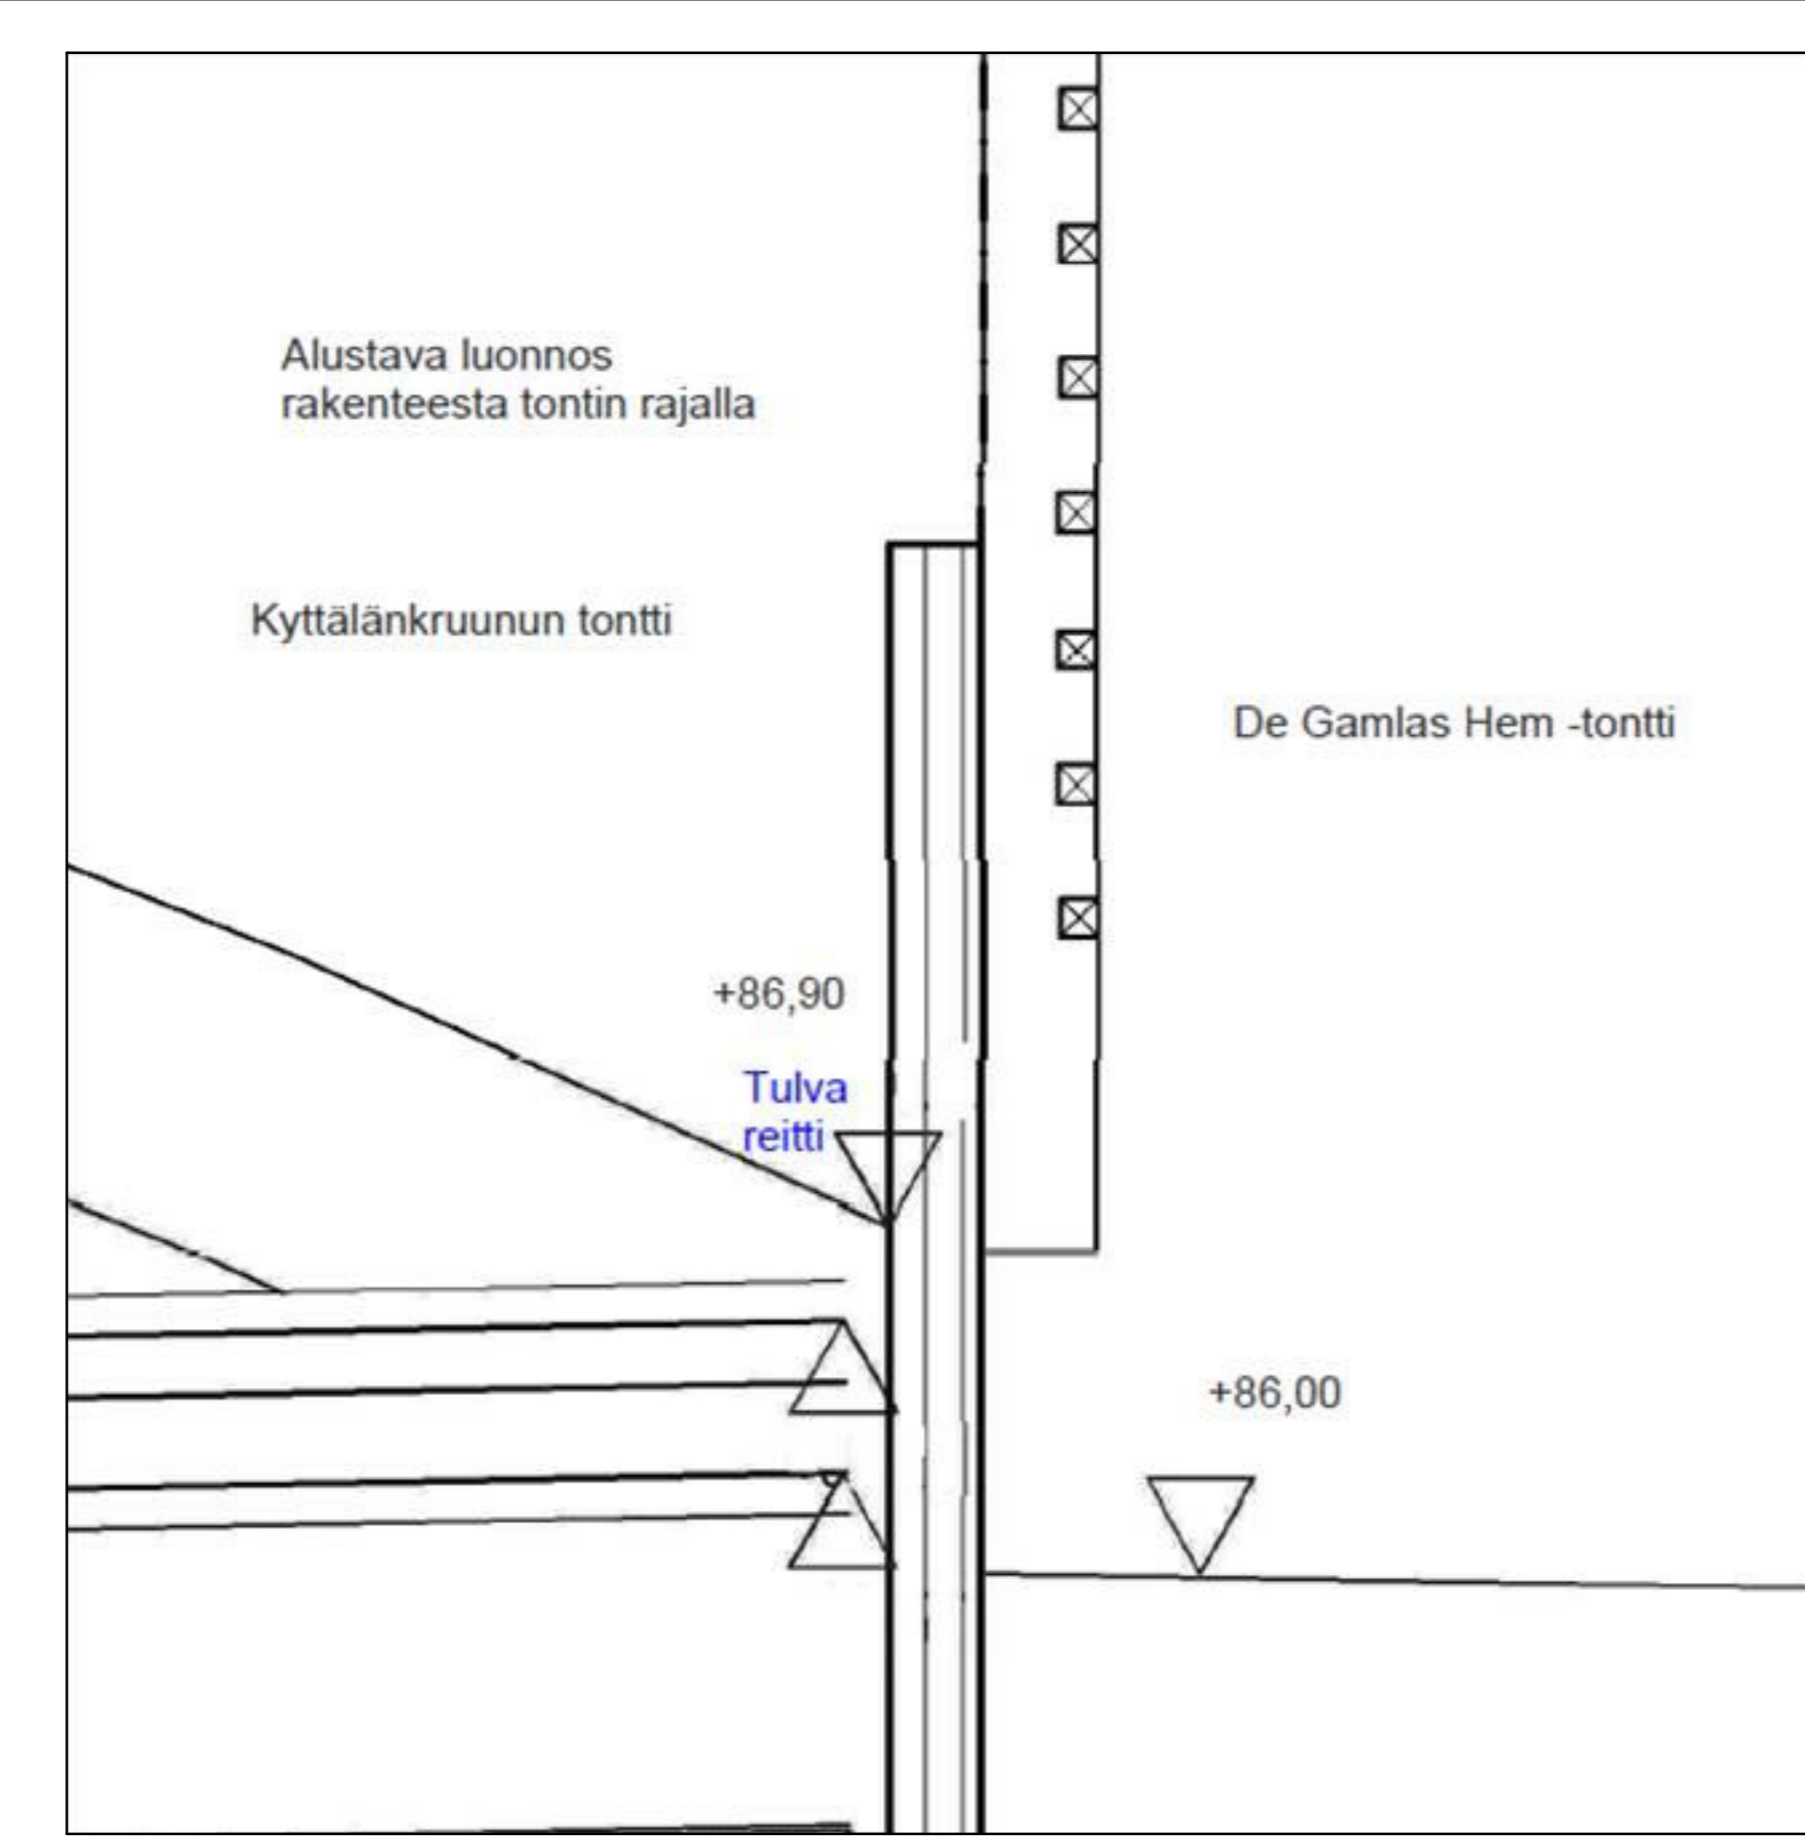 Alustava luonnos
rakenteesta tontin rajalla
Kyttälänkruunun tontti
De Gamlas Hem -tontti
+86,90
Tulva
reitti
+86,00